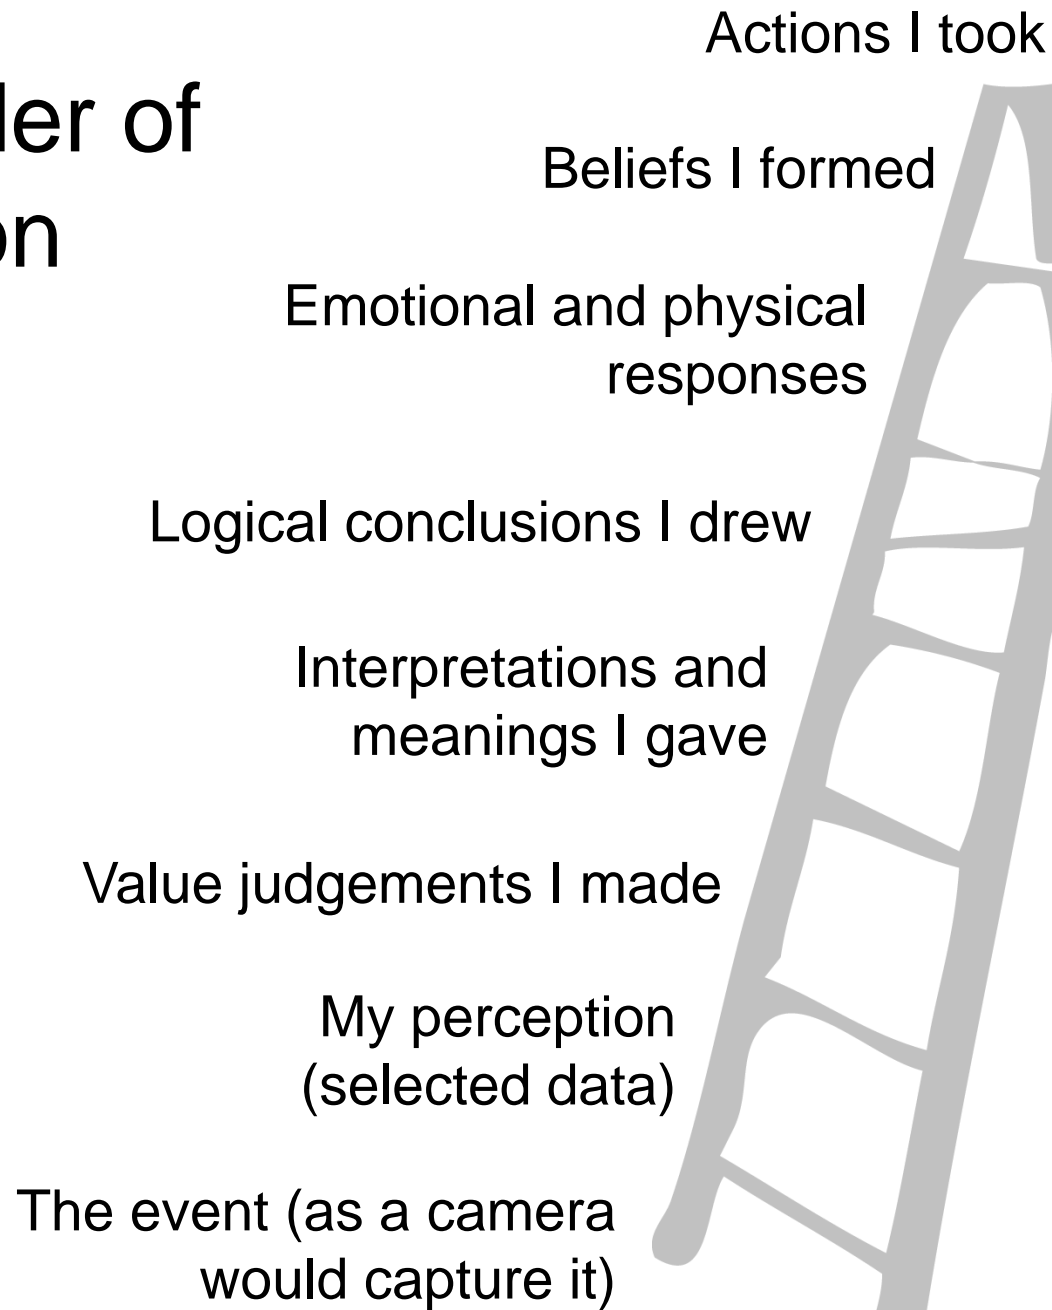 Actions I took
ler of
Beliefs I formed
on
Emotional and physical
responses
Logical conclusions I drew
Interpretations and
meanings I gave
Value judgements I made
My perception
(selected data)
The event (as a camera
would capture it)